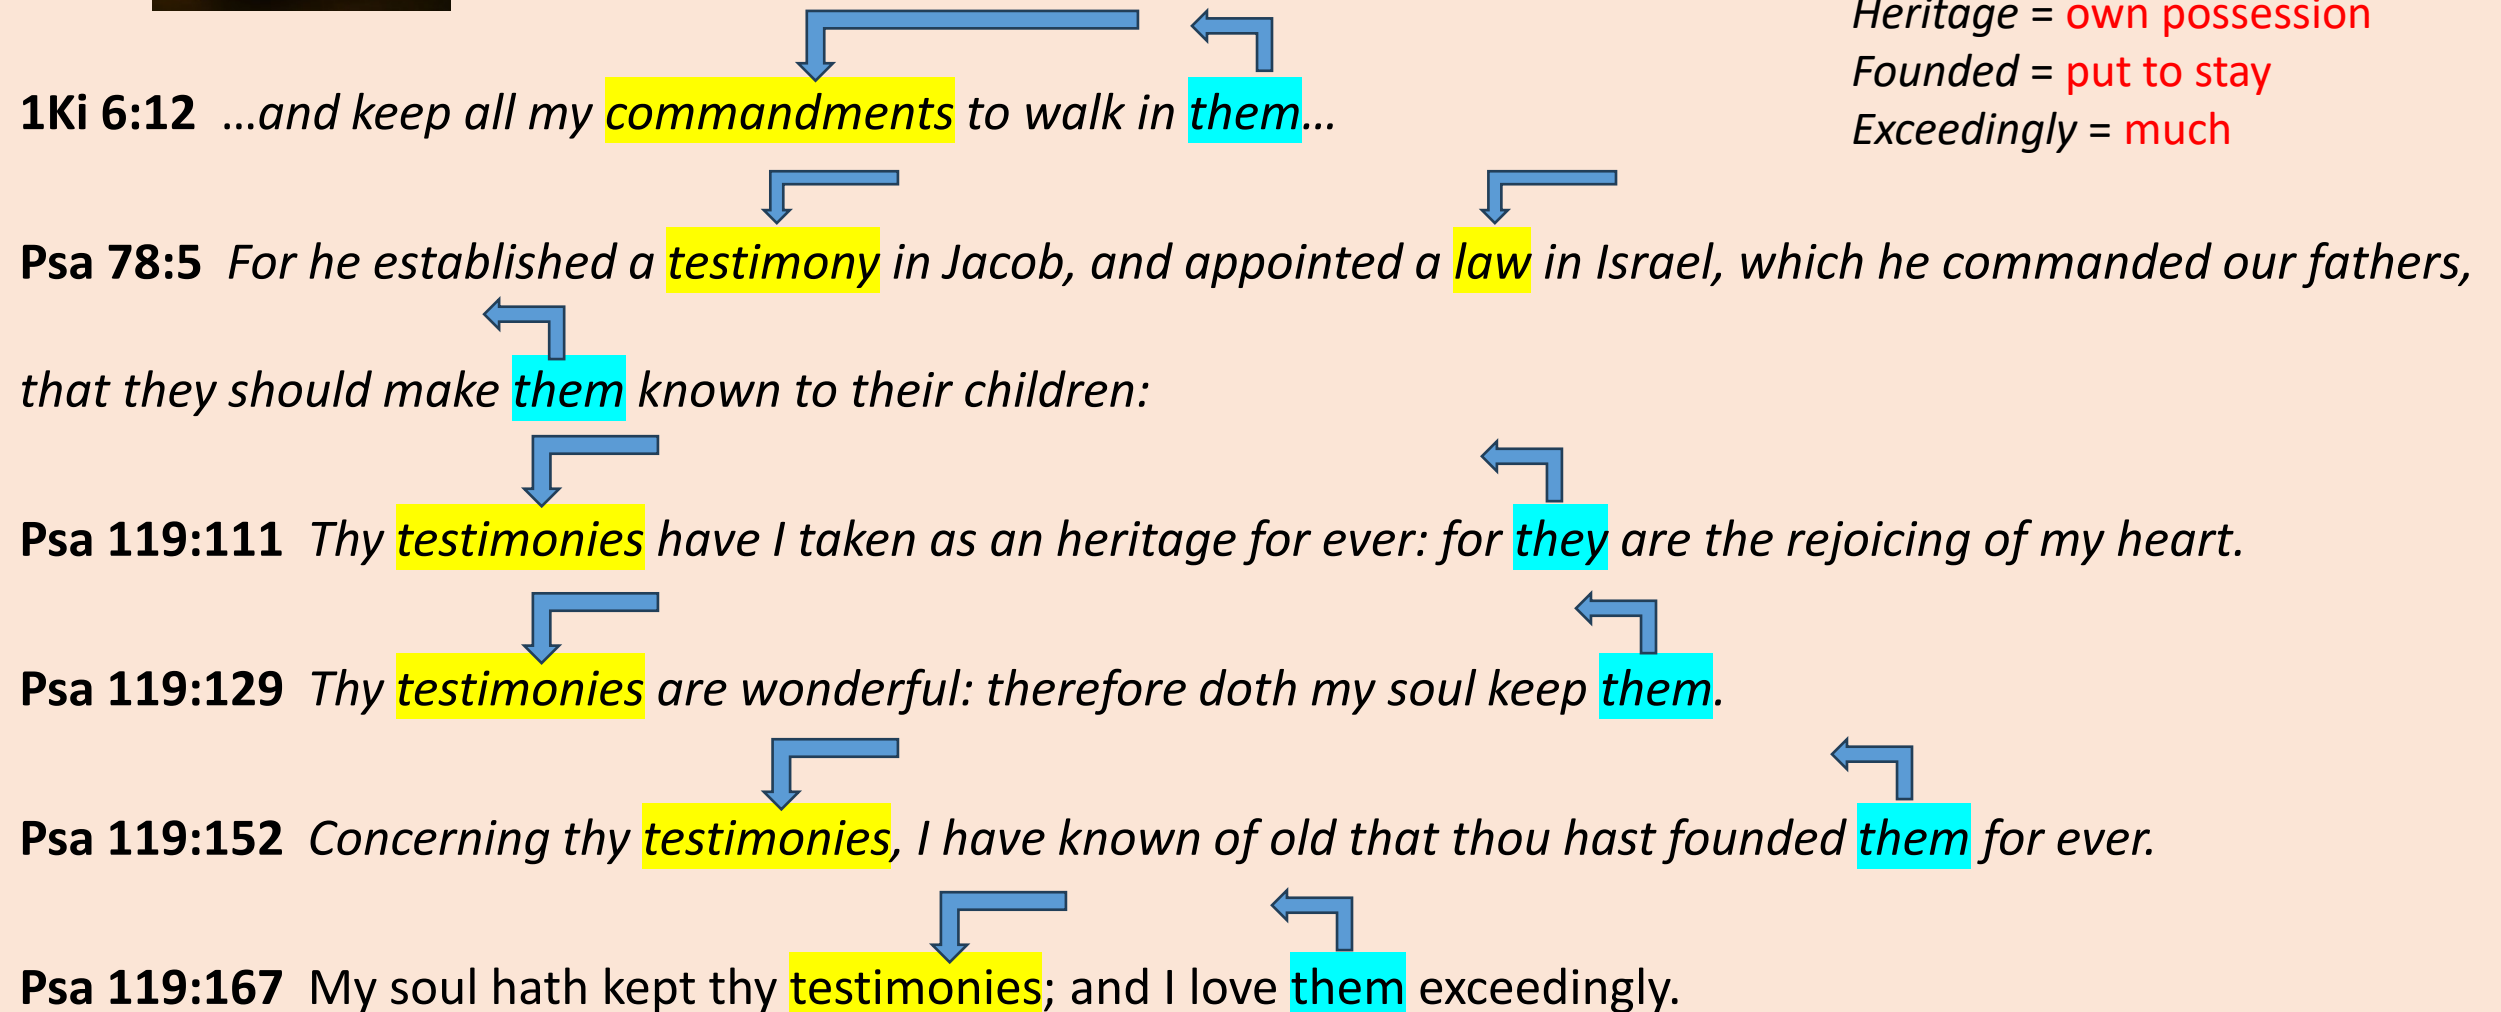 Heritage = own possession
Founded = put to stay
1Ki 6:12 ...and keep all my commandments to walk in them...
Exceedingly = much
Psa 78:5 For he established a testimony in Jacob, and appointed a law in Israel, which he commanded our fathers,
that they should make them known to their children:
Psa 119:111 Thy testimonies have I taken as an heritage for ever: for they are the rejoicing of my heart.
Psa 119:129 Thy testimonies are wonderful: therefore doth my soul keep them.
Psa 119:152 Concerning thy testimonies, I have known of old that thou hast founded them for ever.
Psa 119:167 My soul hath kept thy testimonies; and I love them exceedingly.